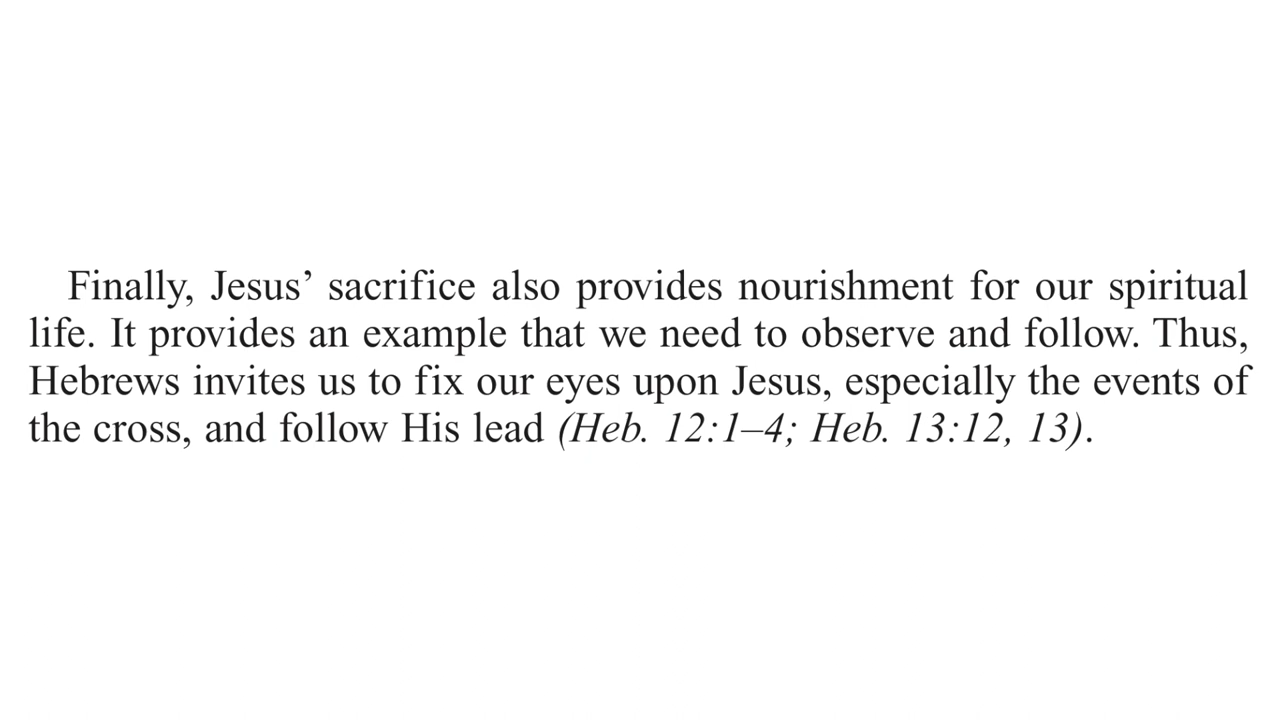 Finally, Jesus’ sacrifice also provides nourishment for our spiritual
life. It provides an example that we need to observe and follow. Thus,
Hebrews invites us to fix our eyes upon Jesus, especially the events of
the cross, and follow His lead (Heb. 12:1–4; Heb. 13:12, 13).